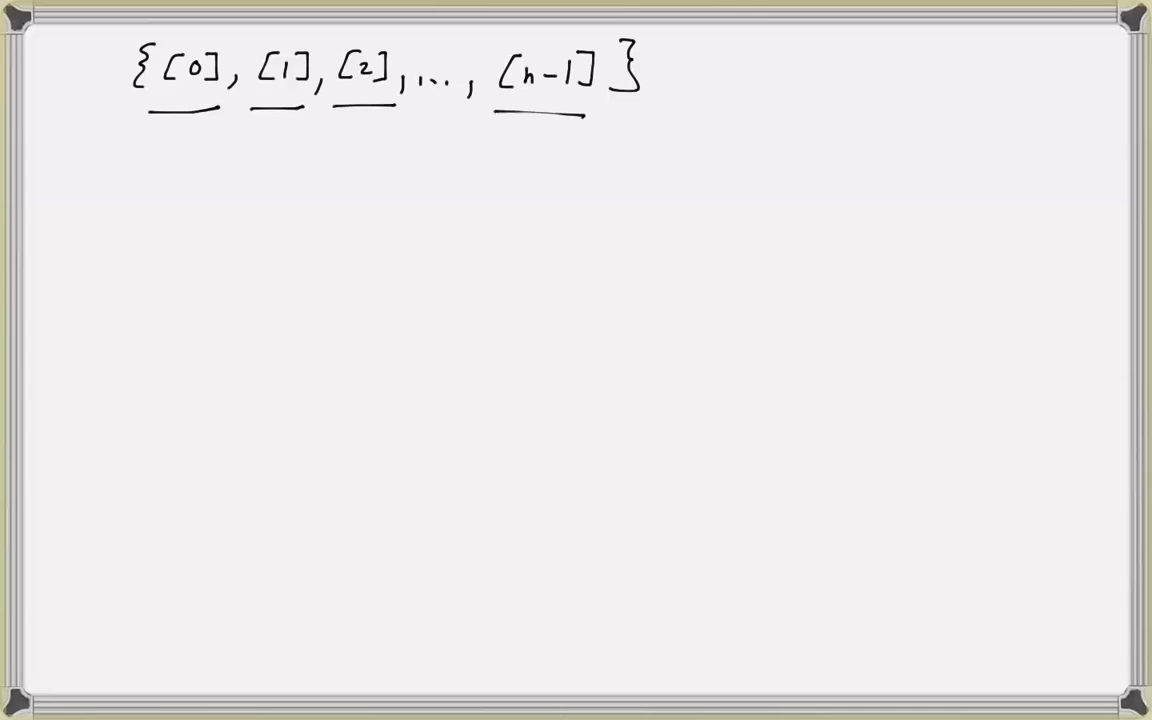 {[0], [1], [2], ..., [n-1]}